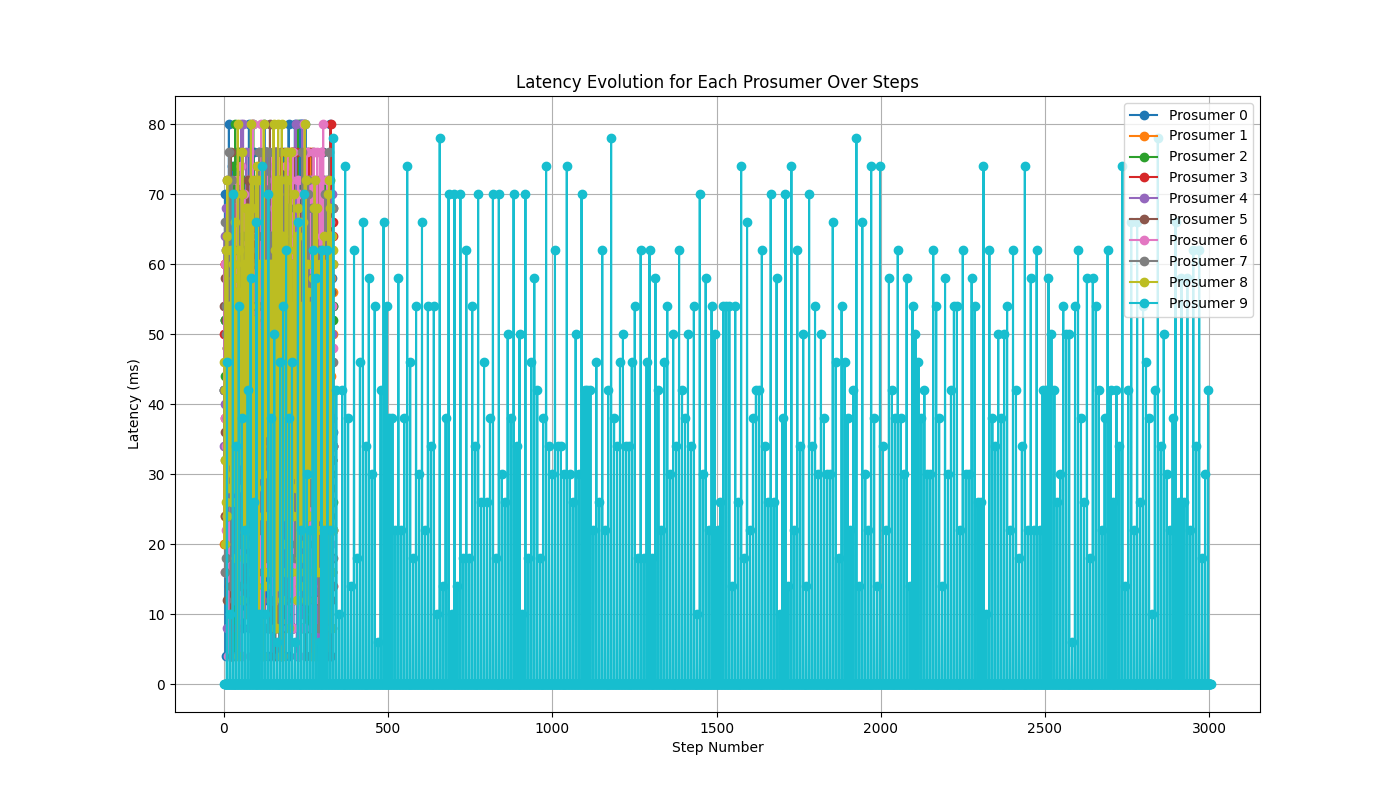 Latency Evolution for Each Prosumer Over Steps
80
70
60
50
40
30
20
10
0
Latency (ms)
0
500
1000
1500
2000
2500
3000
Step Number
Prosumer 0
Prosumer 1
Prosumer 2
Prosumer 3
Prosumer 4
Prosumer 5
Prosumer 6
Prosumer 7
Prosumer 8
Prosumer 9